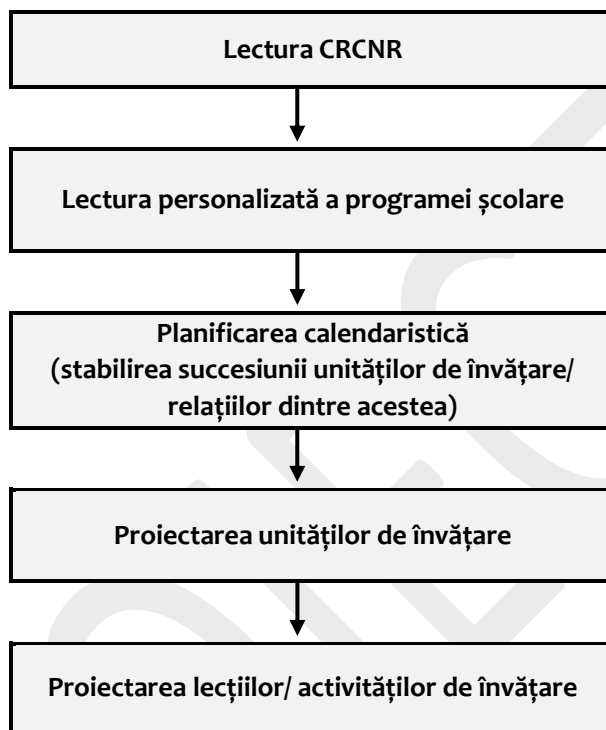 Lectura CRCNR
Lectura personalizată a programei școlare
Planificarea calendaristică
(stabilirea succesiunii unităților de învățare/
relațiilor dintre acestea)
Proiectarea unităților de învățare
Proiectarea lecțiilor/ activităților de învățare